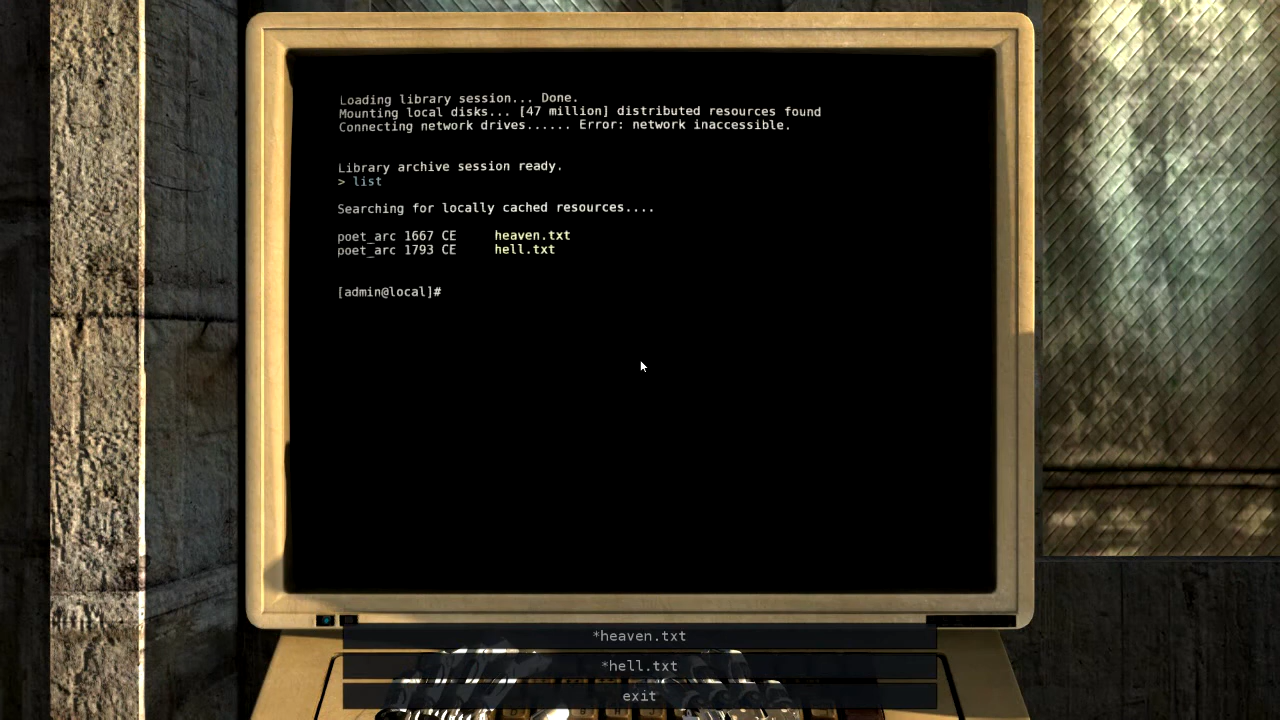 Loading library session... Done.
Mounting local disks... [47 million] distributed resources found
Connecting network drives...... Error: network inaccessible.
Library archive session ready.
> list
Searching for locally cached resources....
poet_arc 1667 CE heaven.txt
poet_arc 1793 CE hell.txt
[admin@local]#
*heaven.txt
*hell.txt
exit